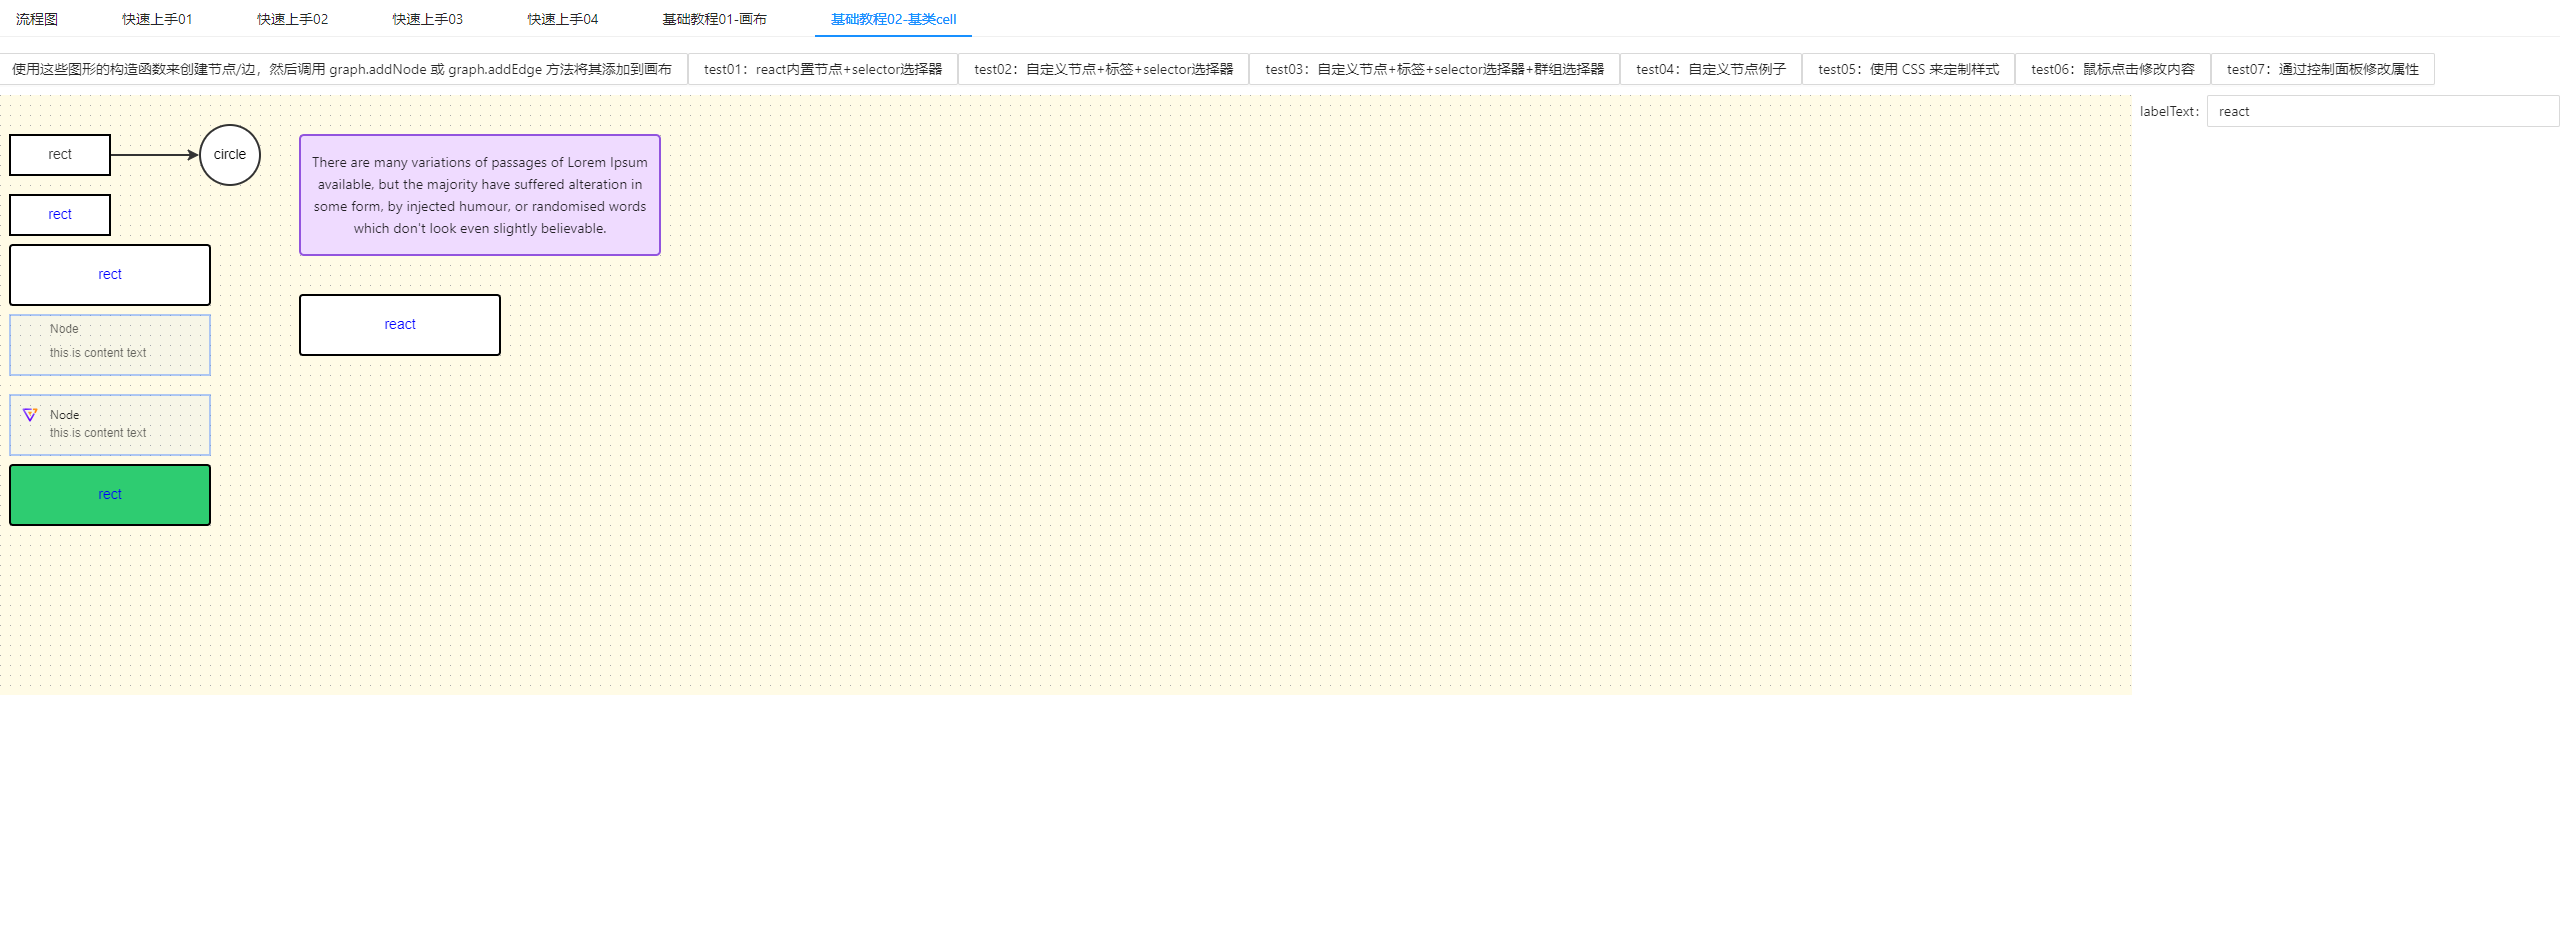 流程图
快速上手01
快速上手02
快速上手03
快速上手04
基础教程01-画布
基础教程02-基类cell
使用这些图形的构造函数来创建节点/边，然后调用 graph.addNode 或 graph.addEdge 方法将其添加到画布
test01：react内置节点+selector选择器
test02：自定义节点+标签+selector选择器
test03：自定义节点+标签+selector选择器+群组选择器
test04：自定义节点例子
test05：使用 CSS 来定制样式
test06：鼠标点击修改内容
test07：通过控制面板修改属性
rect
circle
rect
rect
Node
this is content text
Node
this is content text
rect
There are many variations of passages of Lorem Ipsum
available, but the majority have suffered alteration in
some form, by injected humour, or randomised words
which don't look even slightly believable.
react
labelText：
react